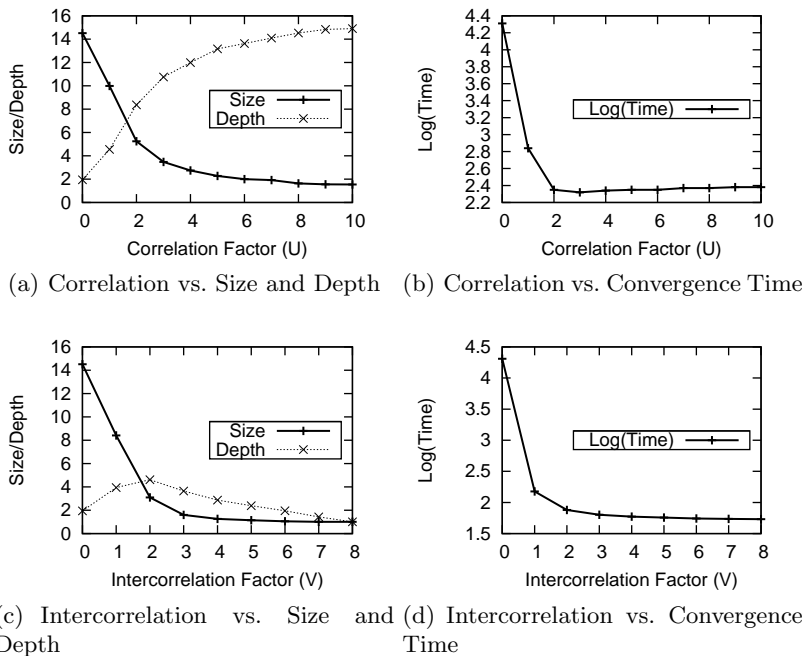 16
14
12
10
8
6
4
2
0
Size/Depth
Size
Depth
0 2 4 6 8 10
Correlation Factor (U)
(a) Correlation vs. Size and Depth
4.4
4.2
4
3.8
3.6
3.4
3.2
3
2.8
2.6
2.4
2.2
Log(Time)
Log(Time)
0 2 4 6 8 10
Correlation Factor (U)
(b) Correlation vs. Convergence Time
16
14
12
10
8
6
4
2
0
Size/Depth
Size
Depth
0 1 2 3 4 5 6 7 8
Intercorrelation Factor (V)
(c) Intercorrelation vs. Size and
Depth
4.5
4
3.5
3
2.5
2
1.5
Log(Time)
Log(Time)
0 1 2 3 4 5 6 7 8
Intercorrelation Factor (V)
(d) Intercorrelation vs. Convergence
Time